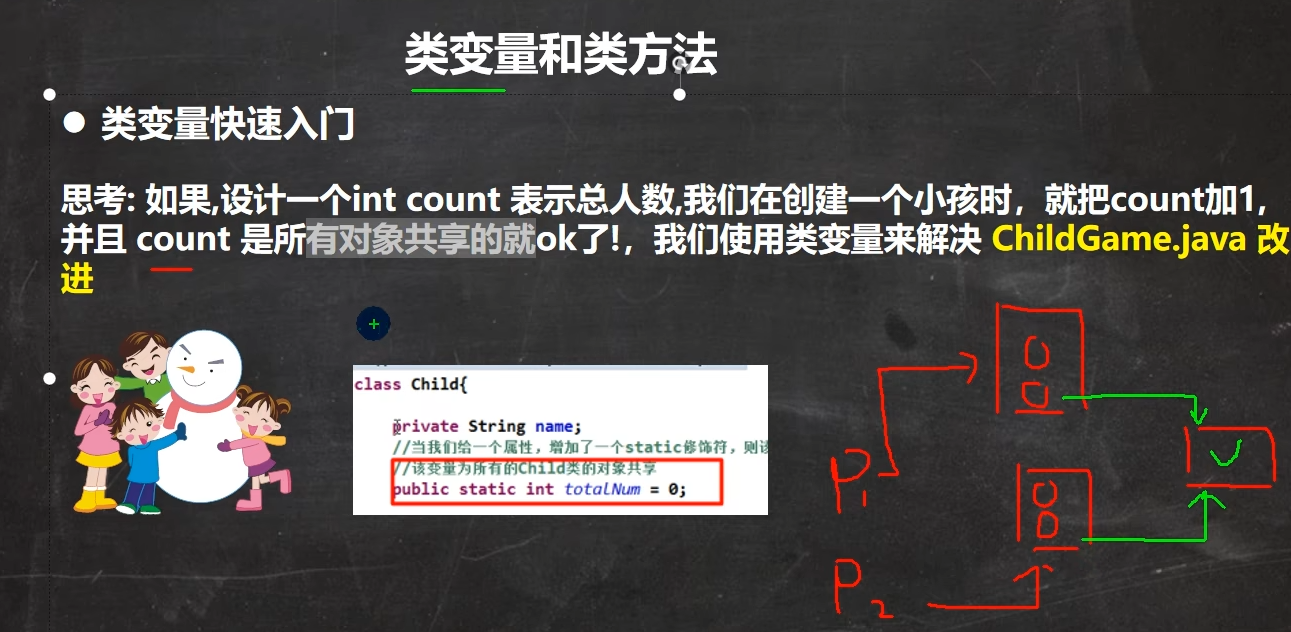 类变量和类方法
类变量快速入门
思考: 如果,设计一个int count 表示总人数,我们在创建一个小孩时，就把count加1,
并且 count 是所有对象共享的就ok了!，我们使用类变量来解决 ChildGame.java 改
进
class Child{
private String name;
//当我们给一个属性，增加了一个static修饰符，则该
//该变量为所有的Child类的对象共享
public static int totalNum = 0;
P1
P2